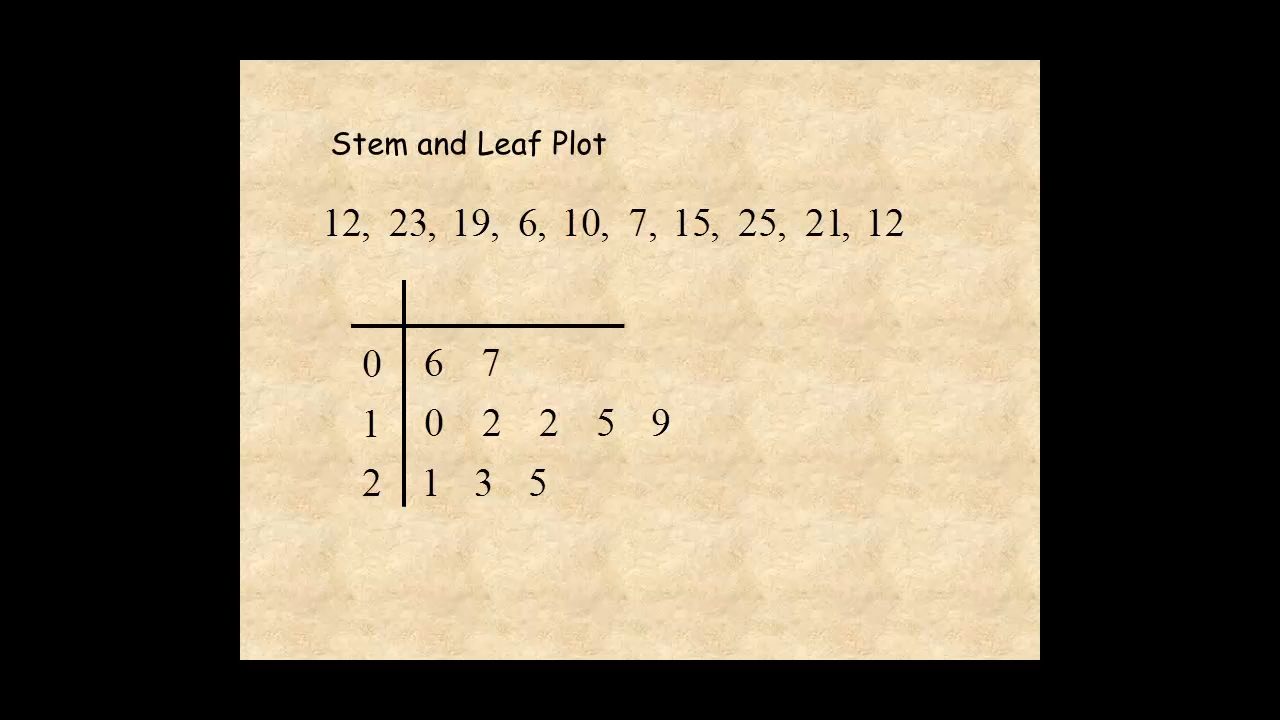 Stem and Leaf Plot
12, 23, 19, 6, 10, 7, 15, 25, 21, 12
0 6 7
1 0 2 2 5 9
2 1 3 5